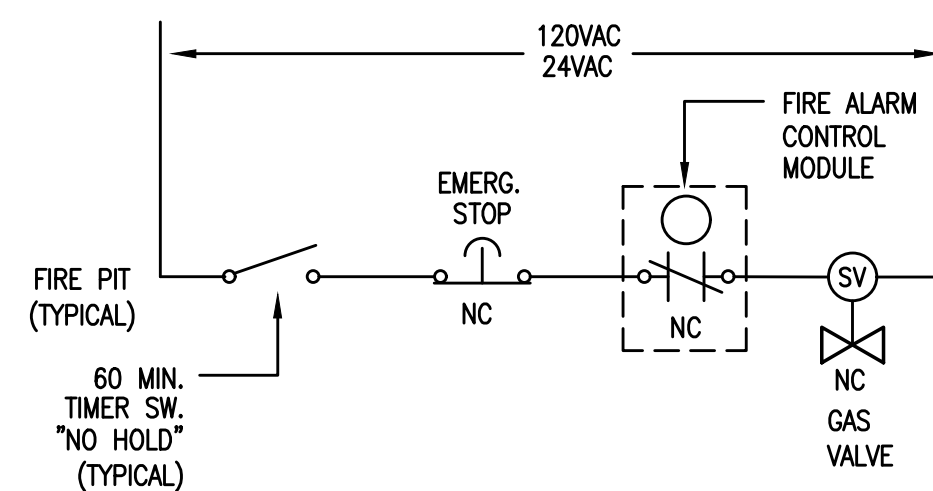 120VAC
24VAC
FIRE ALARM
CONTROL
MODULE
EMERG.
STOP
FIRE PIT
(TYPICAL)
NC
NC
SV
60 MIN.
TIMER SW.
"NO HOLD"
(TYPICAL)
NC
GAS
VALVE